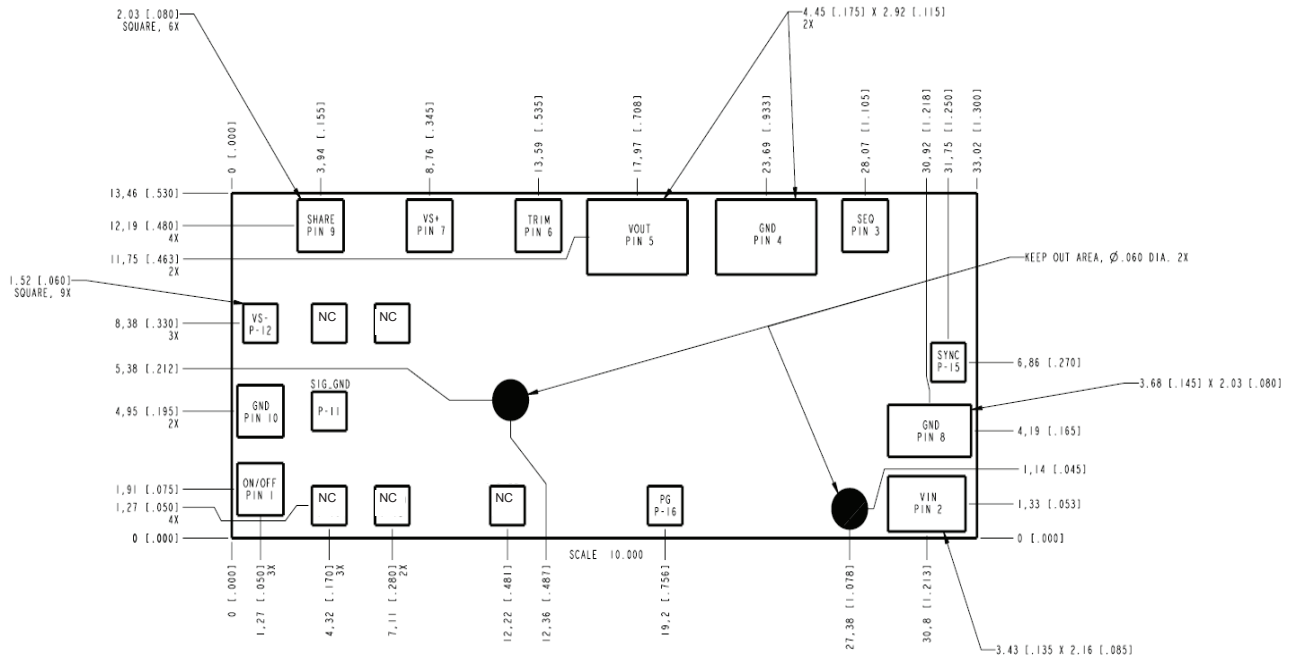 2.03 [.080]
SQUARE, 6X
4.45 [.175] X 2.92 [.115]
2X
0 [.000]
3,94 [.155]
8,76 [.345]
13,59 [.535]
17,97 [.708]
23,69 [.933]
28,07 [1.105]
30,92 [1.218]
31,75 [1.250]
33,02 [1.300]
13,46 [.530]
12,19 [.480]
4X
11,75 [.463]
2X
SHARE
PIN 9
VS+
PIN 7
TRIM
PIN 6
VOUT
PIN 5
GND
PIN 4
SEQ
PIN 3
KEEP OUT AREA, Ø.060 DIA. 2X
1.52 [.060]
SQUARE, 9X
8,38 [.330]
3X
VS-
P-12
NC
NC
5,38 [.212]
SYNC
P-15
6,86 [.270]
3.68 [.145] X 2.03 [.080]
4,95 [.195]
2X
GND
PIN 10
SIG_GND
P-11
GND
PIN 8
4,19 [.165]
1,14 [.045]
1,91 [.075]
1,27 [.050]
4X
ON/OFF
PIN 1
NC
NC
NC
PG
P-16
VIN
PIN 2
1,33 [.053]
0 [.000]
0 [.000]
SCALE 10.000
0 [.000]
1,27 [.050]
3X
4,32 [.170]
3X
7,11 [.280]
2X
12,22 [.481]
12,36 [.487]
19,2 [.756]
27,38 [1.078]
30,8 [1.213]
3.43 [.135 X 2.16 [.085]